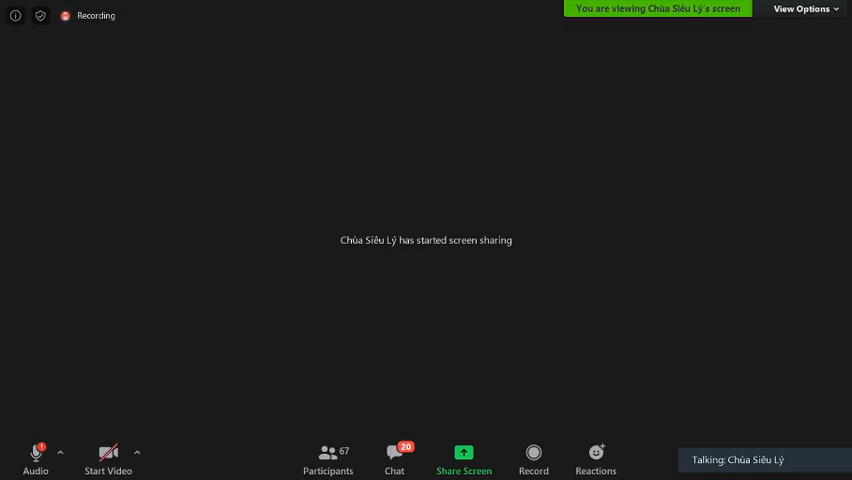 Recording
You are viewing Chùa Siêu Lý's screen
View Options
Chùa Siêu Lý has started screen sharing
67
20
Audio
Start Video
Participants
Chat
Share Screen
Record
Reactions
Talking: Chùa Siêu Lý